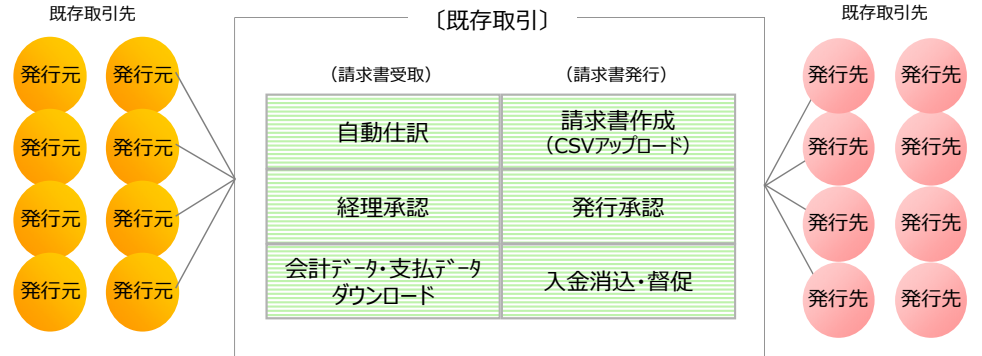 既存取引先
〔既存取引〕
既存取引先
(請求書受取)
(請求書発行)
発行元 発行元
発行元 発行元
発行元 発行元
発行元 発行元
自動仕訳
請求書作成
(CSVアップロード)
経理承認
発行承認
会計ﾃﾞｰﾀ・支払ﾃﾞｰﾀ
ダウンロード
入金消込・督促
発行先 発行先
発行先 発行先
発行先 発行先
発行先 発行先